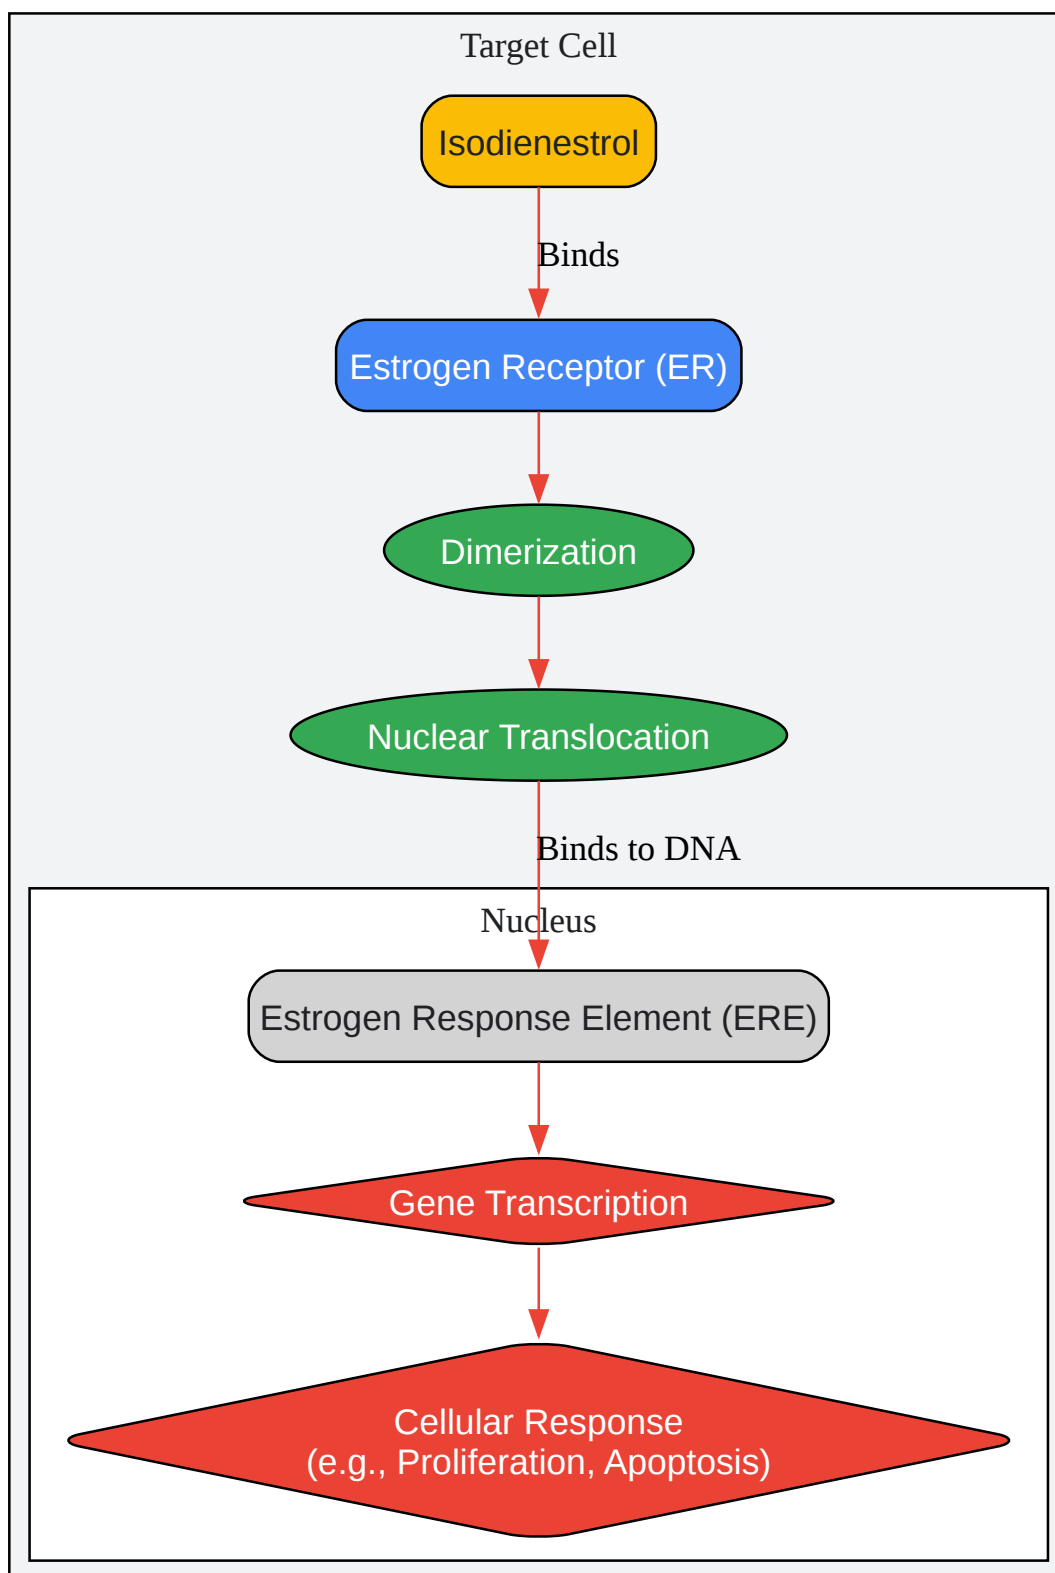 Target Cell
Isodienestrol
Binds
Estrogen Receptor (ER)
Dimerization
Nuclear Translocation
Binds to DNA
Nucleus
Estrogen Response Element (ERE)
Gene Transcription
Cellular Response
(e.g., Proliferation, Apoptosis)